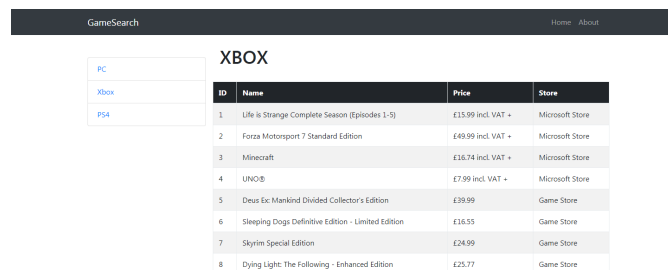 GameSearch Home About
XBOX
PC
Xbox
PS4
ID Name Price Store
1 Life is Strange Complete Season (Episodes 1-5) £15.99 incl. VAT + Microsoft Store
2 Forza Motorsport 7 Standard Edition £49.99 incl. VAT + Microsoft Store
3 Minecraft £16.74 incl. VAT + Microsoft Store
4 UNO® £7.99 incl. VAT + Microsoft Store
5 Deus Ex: Mankind Divided Collector's Edition £39.99 Game Store
6 Sleeping Dogs Definitive Edition - Limited Edition £16.55 Game Store
7 Skyrim Special Edition £24.99 Game Store
8 Dying Light: The Following - Enhanced Edition £25.77 Game Store